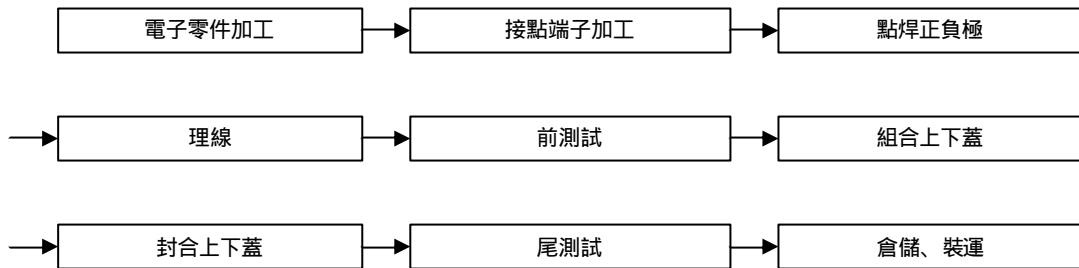 電子零件加工
接點端子加工
點焊正負極
理線
前測試
組合上下蓋
封合上下蓋
尾測試
倉儲、裝運